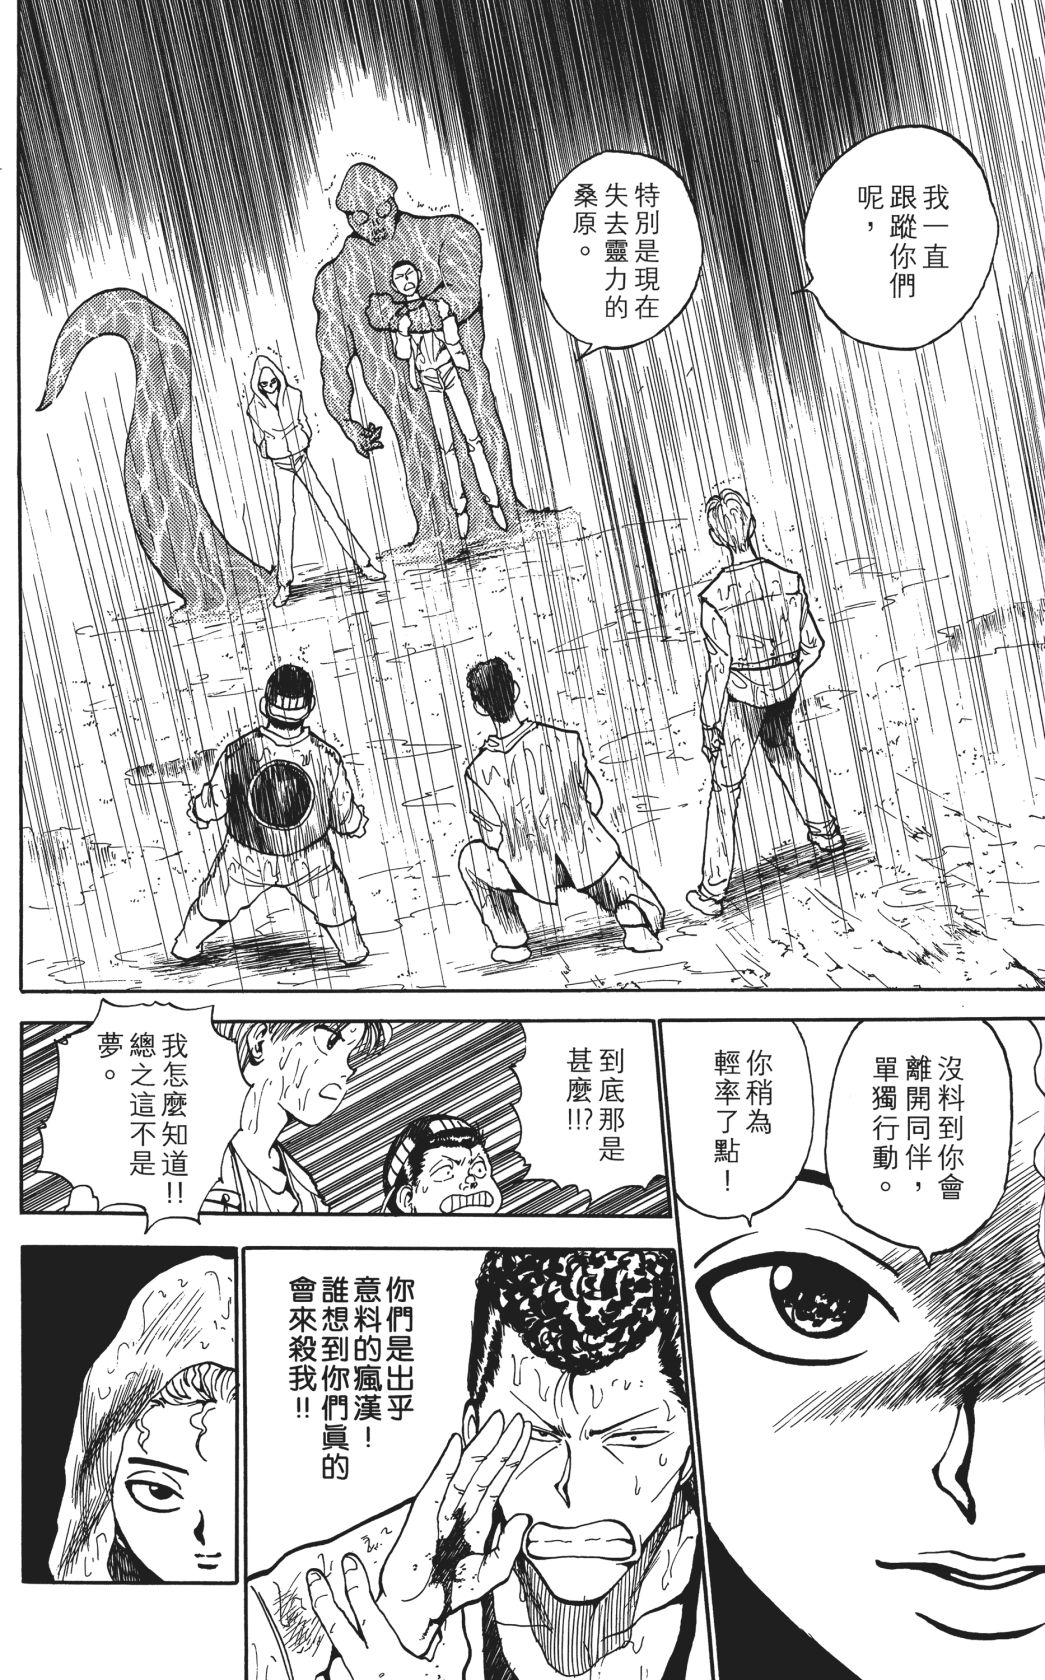 我一直
跟蹤你們
呢，
特別是現在
失去靈力的
桑原。
沒料到你會
離開同伴，
單獨行動。
你稍為
輕率了點！
到底那是
甚麼!!?
我怎麼知道!!
總之這不是
夢。
你們是出乎
意料的瘋漢！
誰想到你們眞的
會來殺我!!